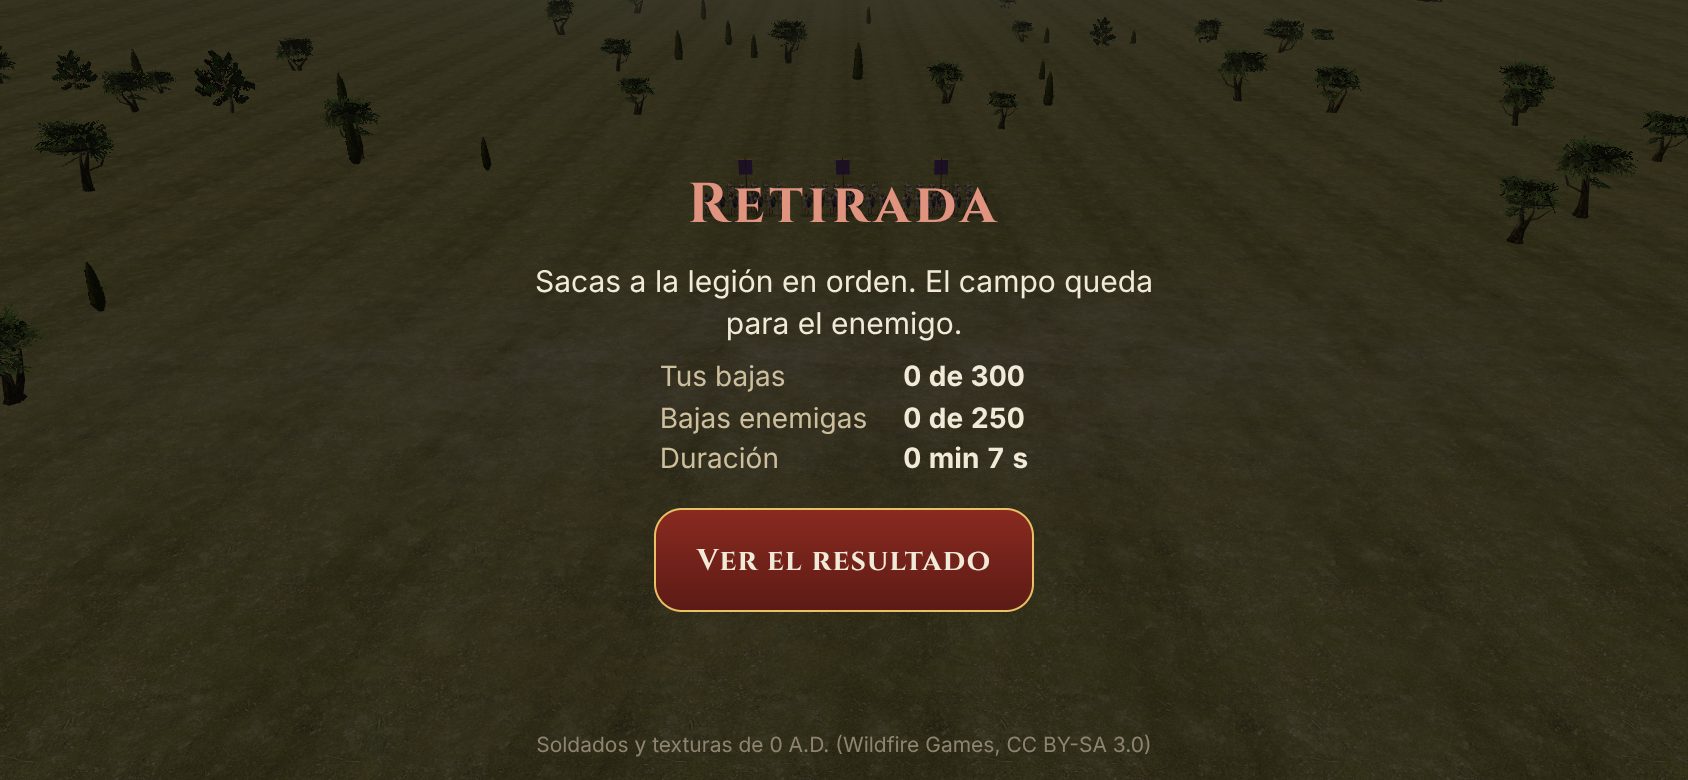 Retirada
Sacas a la legión en orden. El campo queda
para el enemigo.
Tus bajas 0 de 300
Bajas enemigas 0 de 250
Duración 0 min 7 s
Ver el resultado
Soldados y texturas de 0 A.D. (Wildfire Games, CC BY-SA 3.0)